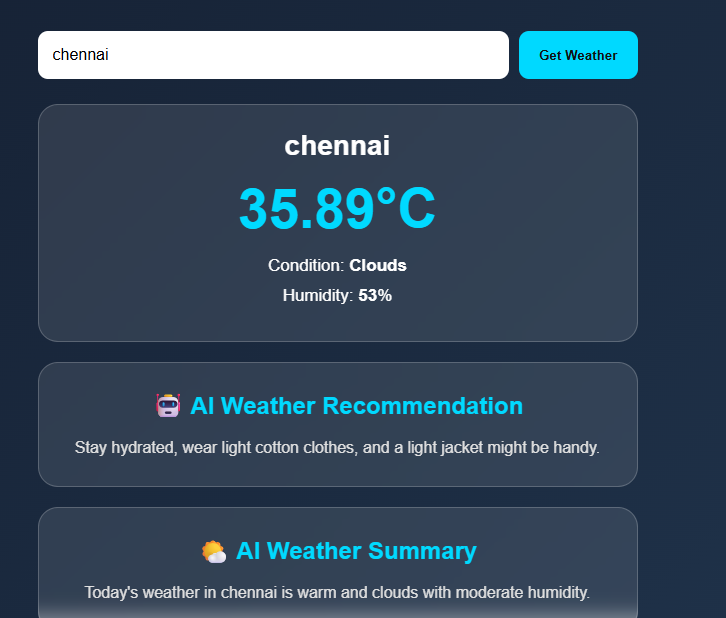 chennai
Get Weather
chennai
35.89°C
Condition: Clouds
Humidity: 53%
AI Weather Recommendation
Stay hydrated, wear light cotton clothes, and a light jacket might be handy.
AI Weather Summary
Today's weather in chennai is warm and clouds with moderate humidity.